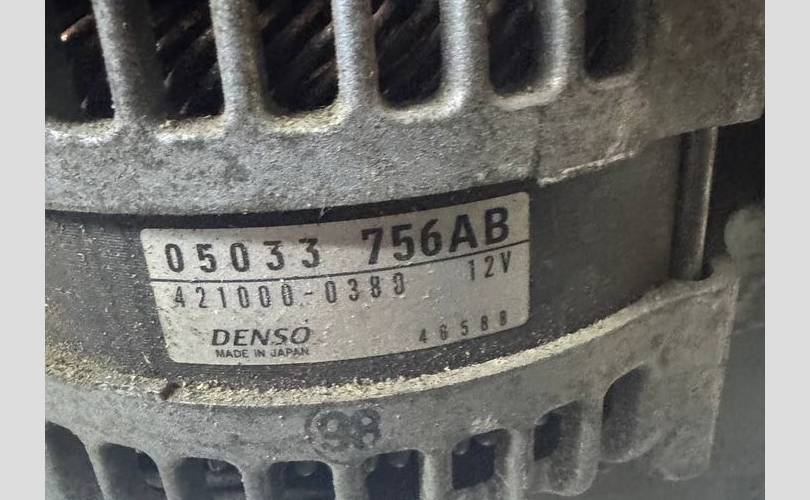 05033 756AB
421000-0380 12V
DENSO 46588
MADE IN JAPAN
98